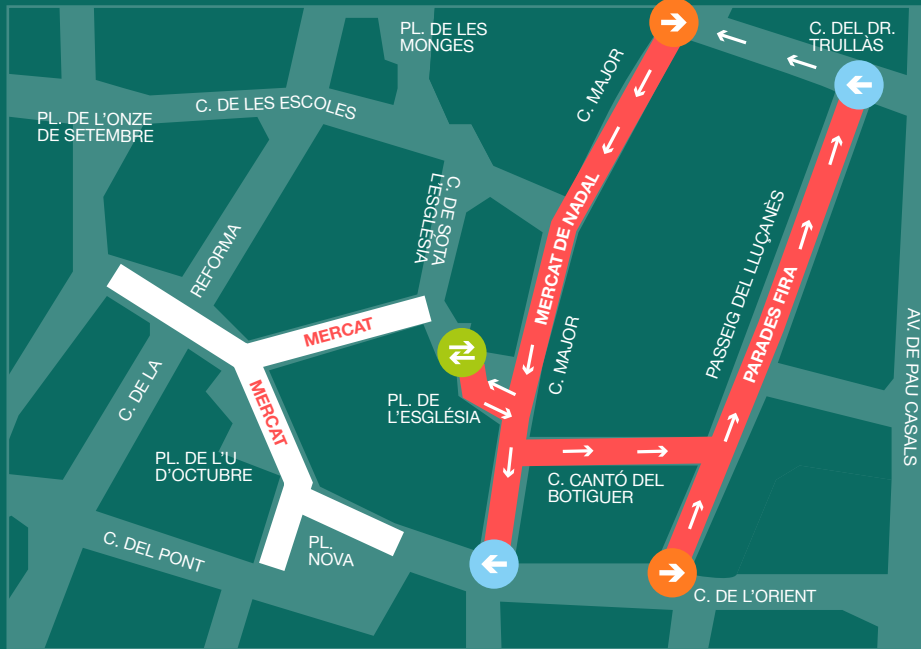 PL. DE LES
MONGES
C. DEL DR.
TRULLÀS
C. MAJOR
C. DE LES ESCOLES
PL. DE L'ONZE
DE SETEMBRE
C. DE SOTA
L'ESGLÉSIA
MERCAT DE NADAL
PASSEIG DEL LLUÇANÈS
REFORMA
PARADES FIRA
AV. DE PAU CASALS
MERCAT
C. MAJOR
C. DE LA
MERCAT
PL. DE
L'ESGLÉSIA
PL. DE L'U
D'OCTUBRE
C. CANTÓ DEL
BOTIGUER
C. DEL PONT
PL.
NOVA
C. DE L'ORIENT